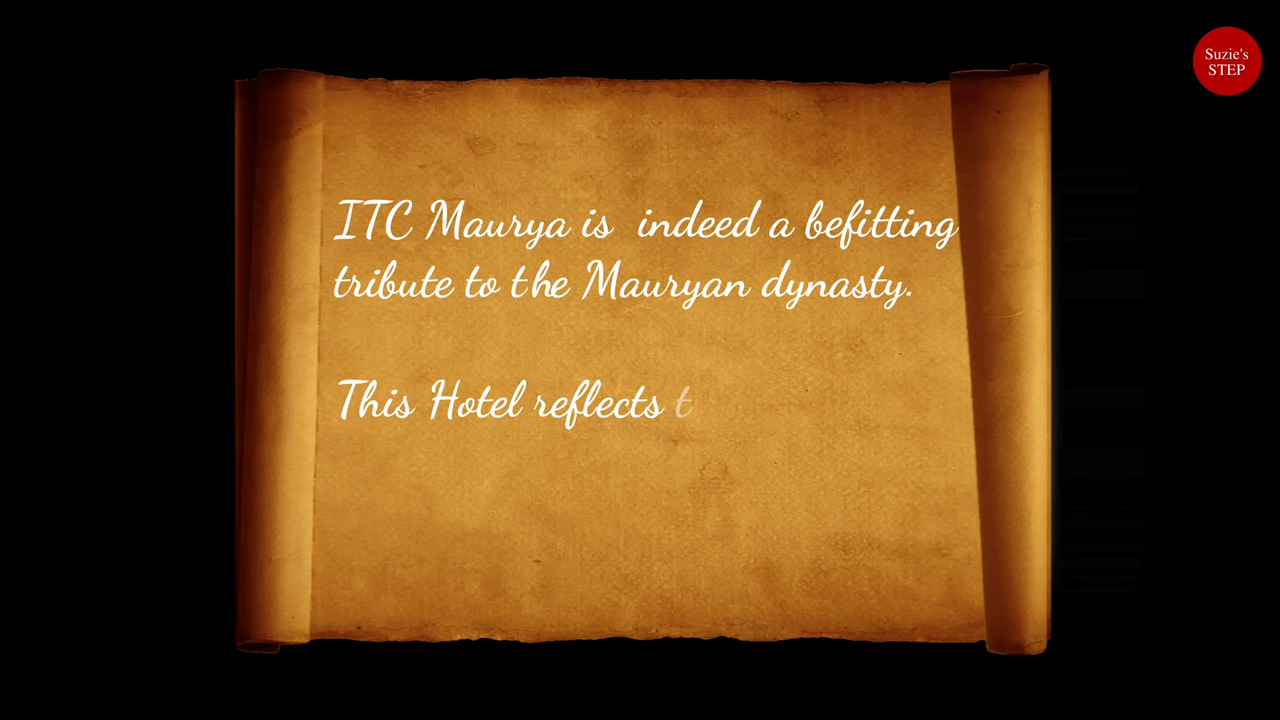 Suzie's
STEP
ITC Maurya is indeed a befitting
tribute to the Mauryan dynasty.
This Hotel reflects t